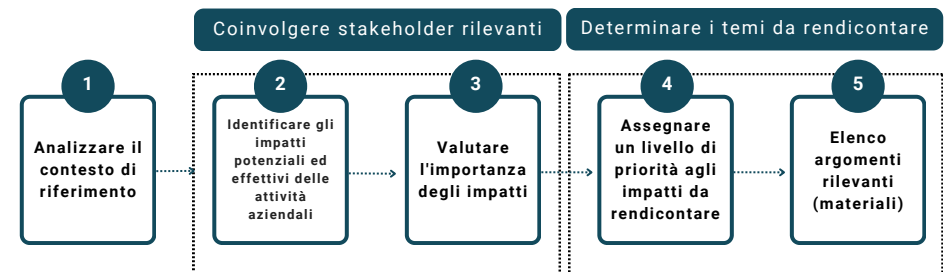 Coinvolgere stakeholder rilevanti
Determinare i temi da rendicontare
1
Analizzare il
contesto di
riferimento
2
Identificare gli
impatti
potenziali ed
effettivi delle
attività
aziendali
3
Valutare
l'importanza
degli impatti
4
Assegnare
un livello di
priorità agli
impatti da
rendicontare
5
Elenco
argomenti
rilevanti
(materiali)